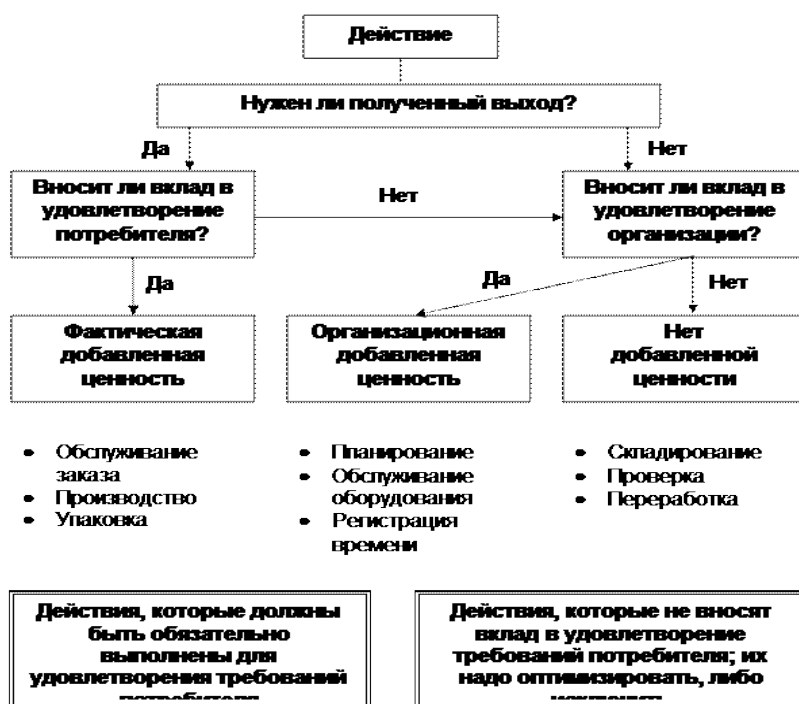 Действие
Нужен ли полученный выход?
Да
Нет
Вносит ли вклад в
удовлетворение
потребителя?
Нет
Вносит ли вклад в
удовлетворение
организации?
Да
Да
Нет
Фактическая
добавленная
ценность
Организационная
добавленная
ценность
Нет
добавленной
ценности
• Обслуживание
заказа
• Производство
• Упаковка
• Планирование
• Обслуживание
оборудования
• Регистрация
времени
• Складирование
• Проверка
• Переработка
Действия, которые должны
быть обязательно
выполнены для
удовлетворения требований
Действия, которые не вносят
вклад в удовлетворение
требований потребителя; их
надо оптимизировать, либо